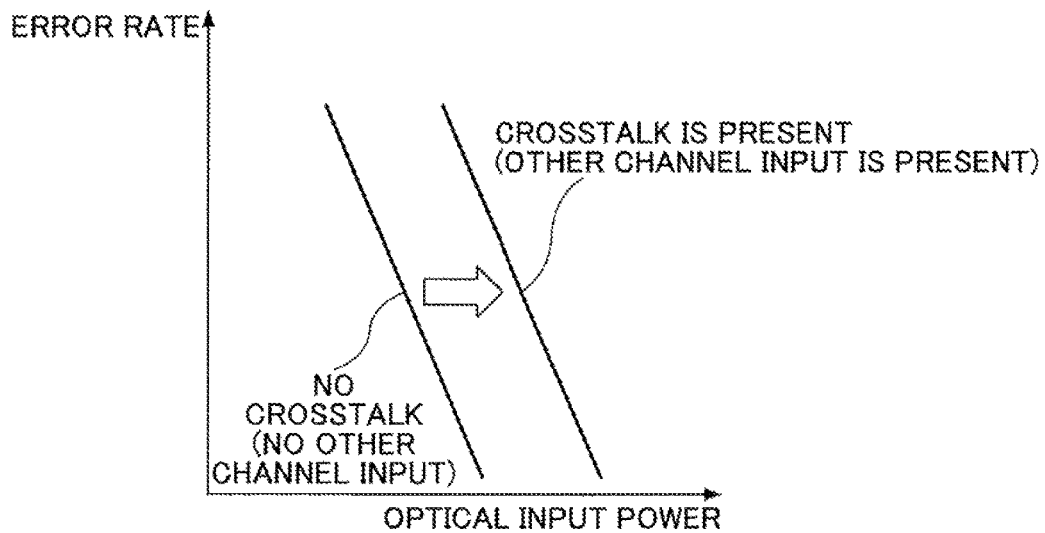 ERROR RATE
CROSSTALK IS PRESENT
(OTHER CHANNEL INPUT IS PRESENT)
NO
CROSSTALK
(NO OTHER
CHANNEL INPUT)
OPTICAL INPUT POWER